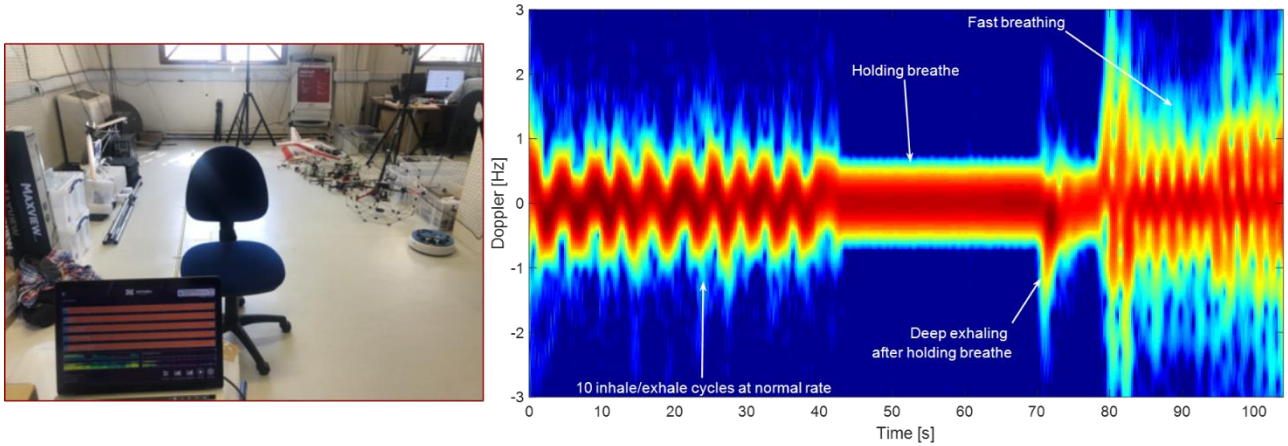 MAXVIEW
3
2
1
0
-1
-2
-3
Doppler [Hz]
0
10
20
30
40
50
60
70
80
90
100
Time [s]
Fast breathing
Holding breathe
Deep exhaling
after holding breathe
10 inhale/exhale cycles at normal rate